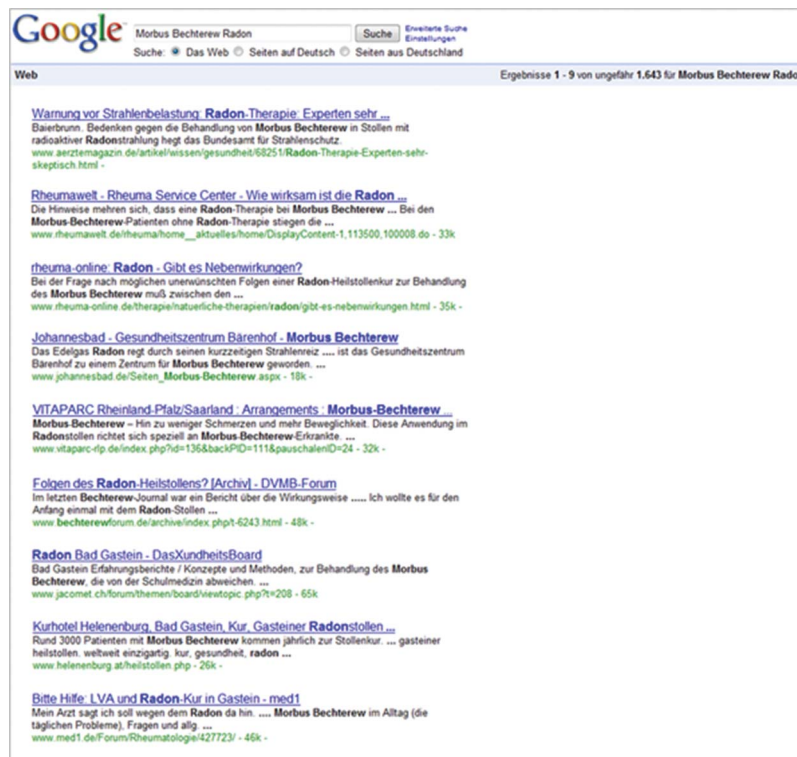 Google Morbus Bechterew Radon Suche Erweiterte Suche
Einstellungen
Suche: Das Web Seiten auf Deutsch Seiten aus Deutschland
Web Ergebnisse 1 - 9 von ungefähr 1.643 für Morbus Bechterew Rado
Warnung vor Strahlenbelastung: Radon-Therapie: Experten sehr ...
Baierbrunn. Bedenken gegen die Behandlung von Morbus Bechterew in Stollen mit
radioaktiver Radonstrahlung hegt das Bundesamt für Strahlenschutz.
www.aerztemagazin.de/artikel/wissen/gesundheit/68251/Radon-Therapie-Experten-sehr-
skeptisch.html -
Rheumawelt - Rheuma Service Center - Wie wirksam ist die Radon ...
Die Hinweise mehren sich, dass eine Radon-Therapie bei Morbus Bechterew ... Bei den
Morbus-Bechterew-Patienten ohne Radon-Therapie stiegen die ...
www.rheumawelt.de/rheuma/home__aktuelles/home/DisplayContent-1,113500,100008.do - 33k
rheuma-online: Radon - Gibt es Nebenwirkungen?
Bei der Frage nach möglichen unerwünschten Folgen einer Radon-Heilstollenkur zur Behandlung
des Morbus Bechterew muß zwischen den ...
www.rheuma-online.de/therapie/natuerliche-therapien/radon/gibt-es-nebenwirkungen.html - 35k -
Johannesbad - Gesundheitszentrum Bärenhof - Morbus Bechterew
Das Edelgas Radon regt durch seinen kurzzeitigen Strahlenreiz .... ist das Gesundheitszentrum
Bärenhof zu einem Zentrum für Morbus Bechterew geworden. ...
www.johannesbad.de/Seiten_Morbus-Bechterew.aspx - 18k -
VITAPARC Rheinland-Pfalz/Saarland : Arrangements : Morbus-Bechterew ...
Morbus-Bechterew – Hin zu weniger Schmerzen und mehr Beweglichkeit. Diese Anwendung im
Radonstollen richtet sich speziell an Morbus-Bechterew-Erkrankte. ...
www.vitaparc-rlp.de/index.php?id=136&backPID=111&pauschalenID=24 - 32k -
Folgen des Radon-Heilstollens? [Archiv] - DVMB-Forum
Im letzten Bechterew-Journal war ein Bericht über die Wirkungsweise ..... Ich wollte es für den
Anfang einmal mit dem Radon-Stollen ...
www.bechterewforum.de/archive/index.php/t-6243.html - 48k -
Radon Bad Gastein - DasXundheitsBoard
Bad Gastein Erfahrungsberichte / Konzepte und Methoden, zur Behandlung des Morbus
Bechterew, die von der Schulmedizin abweichen. ...
www.jacomet.ch/forum/themen/board/viewtopic.php?t=208 - 65k
Kurhotel Helenenburg, Bad Gastein, Kur, Gasteiner Radonstollen ...
Rund 3000 Patienten mit Morbus Bechterew kommen jährlich zur Stollenkur. ... gasteiner
heilstollen. weltweit einzigartig. kur, gesundheit, radon ...
www.helenenburg.at/heilstollen.php - 26k -
Bitte Hilfe: LVA und Radon-Kur in Gastein - med1
Mein Arzt sagt ich soll wegen dem Radon da hin. .... Morbus Bechterew im Alltag (die
täglichen Probleme), Fragen und allg. ...
www.med1.de/Forum/Rheumatologie/427723/ - 46k -